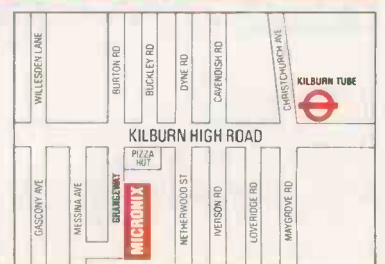 WILLESDEN LANE
BURTON RD
BUCKLEY RD
DYNE RD
CAVENDISH RD
CHRISTCHURCH AVE
KILBURN TUBE
KILBURN HIGH ROAD
PIZZA
HUT
GASCONY AVE
MESSINA AVE
GRANGEWAY
MICRONIX
NETHERWOOD ST
IVERSON RD
LOVERIDGE RD
MAYGROVE RD